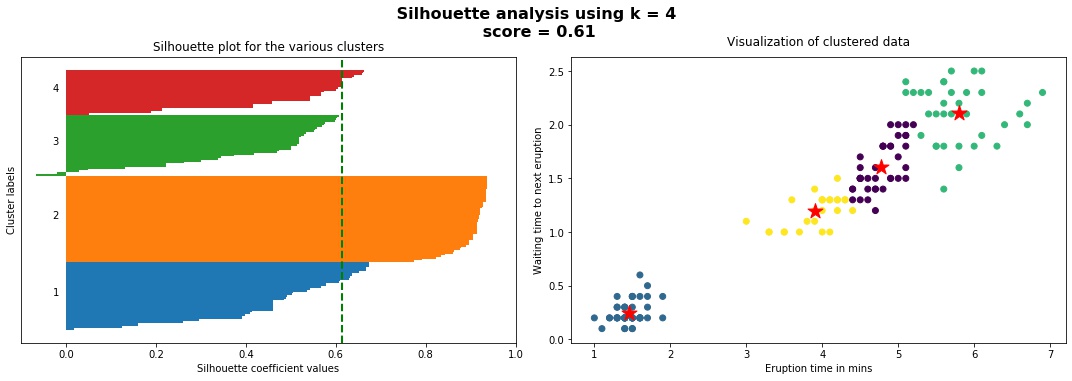 Silhouette analysis using k = 4
score = 0.61
Silhouette plot for the various clusters
Cluster labels
4
3
2
1
0.0 0.2 0.4 0.6 0.8 1.0
Silhouette coefficient values
Visualization of clustered data
Waiting time to next eruption
2.5
2.0
1.5
1.0
0.5
0.0
1 2 3 4 5 6 7
Eruption time in mins